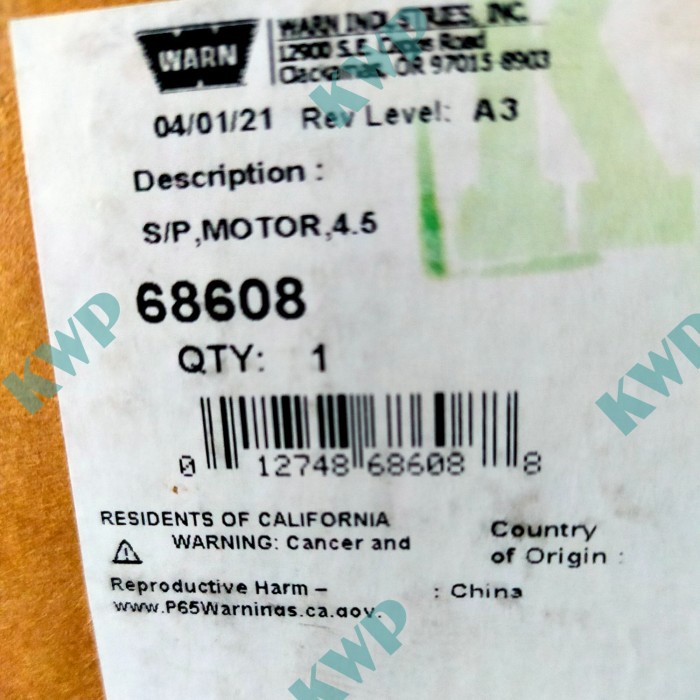 WARN
WARN INDUSTRIES, INC.
12900 S.E. Capps Road
Clackamas, OR 97015-8903
04/01/21 Rev Level: A3
Description :
S/P,MOTOR,4.5
68608
QTY: 1
0 12748 68608 8
RESIDENTS OF CALIFORNIA
WARNING: Cancer and
Reproductive Harm –
www.P65Warnings.ca.gov.
Country
of Origin :
: China
KWP
KWP
KWP
KWP